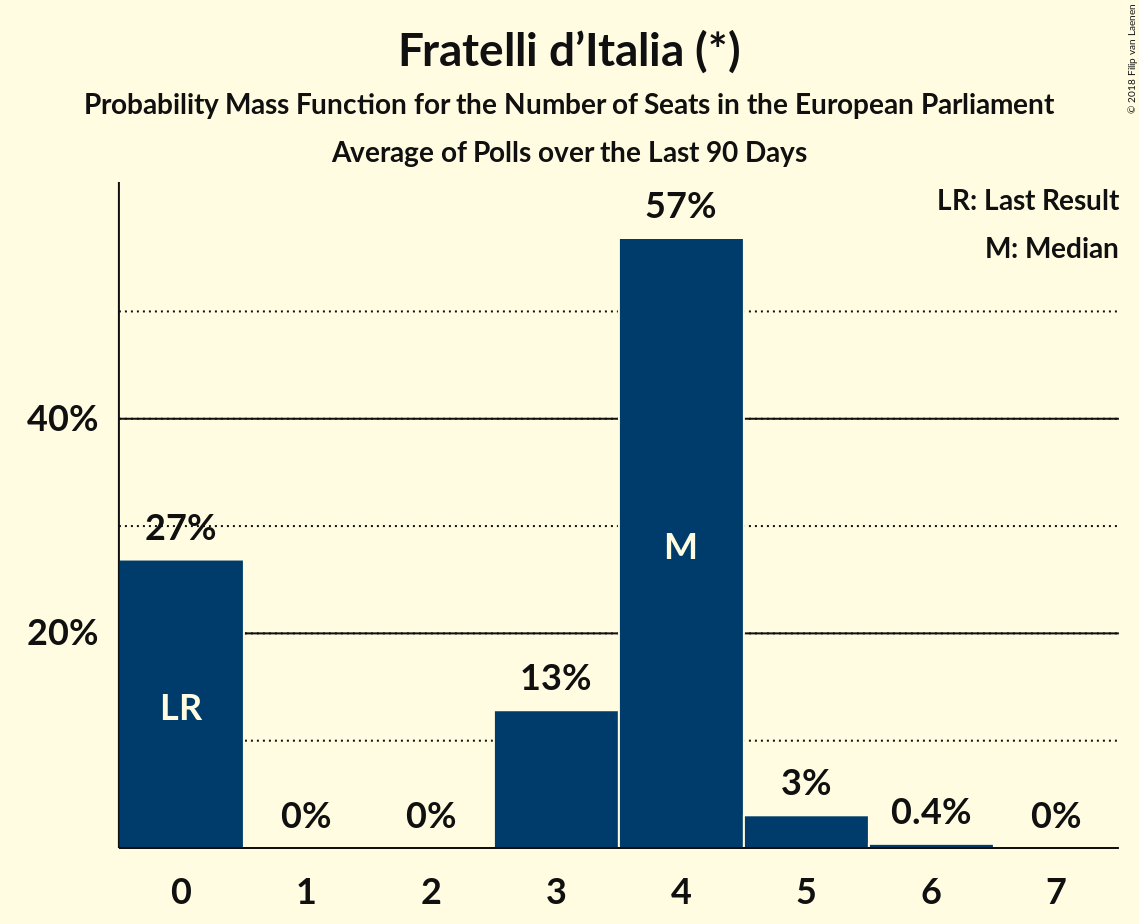 Fratelli d’Italia (*)
Probability Mass Function for the Number of Seats in the European Parliament
Average of Polls over the Last 90 Days
© 2018 Filip van Laenen
LR: Last Result
M: Median
57%
40%
27%
M
20%
13%
LR
3%
0.4%
0%
0%
0%
0 1 2 3 4 5 6 7